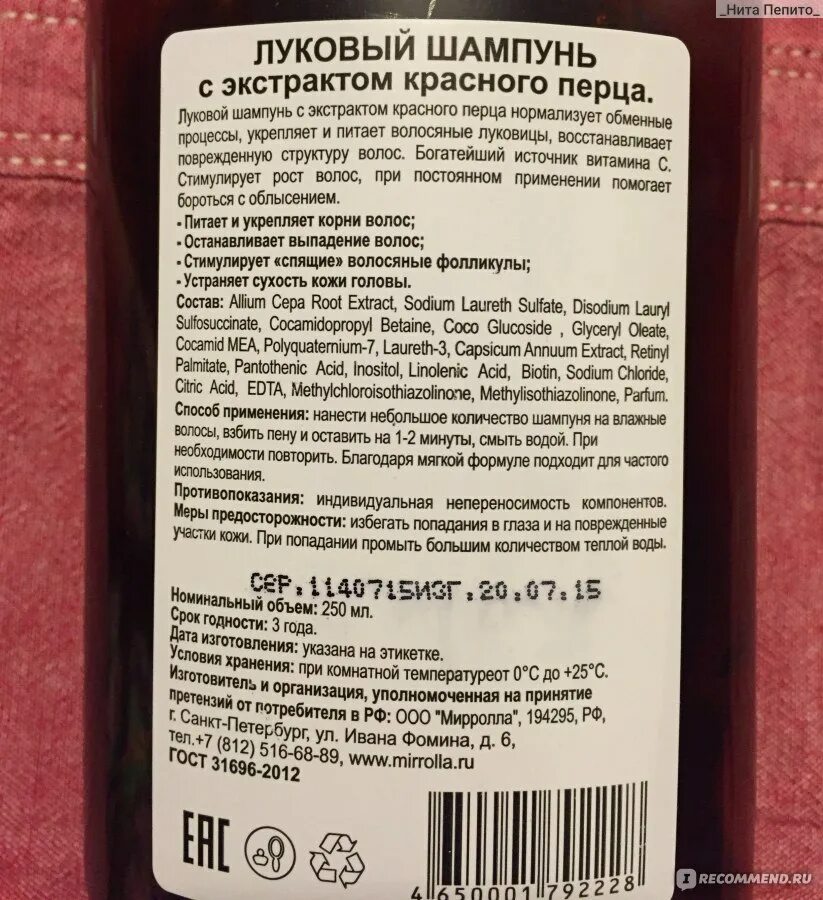 _Нита Пепито_
ЛУКОВЫЙ ШАМПУНЬ
с экстрактом красного перца.
Луковой шампунь с экстрактом красного перца нормализует обменные
процессы, укрепляет и питает волосяные луковицы, восстанавливает
поврежденную структуру волос. Богатейший источник витамина С.
Стимулирует рост волос, при постоянном применении помогает
бороться с облысением.
- Питает и укрепляет корни волос;
- Останавливает выпадение волос;
- Стимулирует «спящие» волосяные фолликулы;
- Устраняет сухость кожи головы.
Состав: Allium Cepa Root Extract, Sodium Laureth Sulfate, Disodium Lauryl
Sulfosuccinate, Cocamidopropyl Betaine, Coco Glucoside , Glyceryl Oleate,
Cocamid MEA, Polyquaternium-7, Laureth-3, Capsicum Annuum Extract, Retinyl
Palmitate, Pantothenic Acid, Inositol, Linolenic Acid, Biotin, Sodium Chloride,
Citric Acid, EDTA, Methylchloroisothiazolinone, Methylisothiazolinone, Parfum.
Способ применения: нанести небольшое количество шампуня на влажные
волосы, взбить пену и оставить на 1-2 минуты, смыть водой. При
необходимости повторить. Благодаря мягкой формуле подходит для частого
использования.
Противопоказания: индивидуальная непереносимость компонентов.
Меры предосторожности: избегать попадания в глаза и на поврежденные
участки кожи. При попадании промыть большим количеством теплой воды.
СЕР.1140715ИЗГ.20.07.15
Номинальный объем: 250 мл.
Срок годности: 3 года.
Дата изготовления: указана на этикетке.
Условия хранения: при комнатной температуреот 0°С до +25°С.
Изготовитель и организация, уполномоченная на принятие
претензий от потребителя в РФ: ООО "Мирролла", 194295, РФ,
г. Санкт-Петербург, ул. Ивана Фомина, д. 6,
тел.+7 (812) 516-68-89, www.mirrolla.ru
ГОСТ 31696-2012
EAC
4 650001 792228
IRECOMMEND.RU